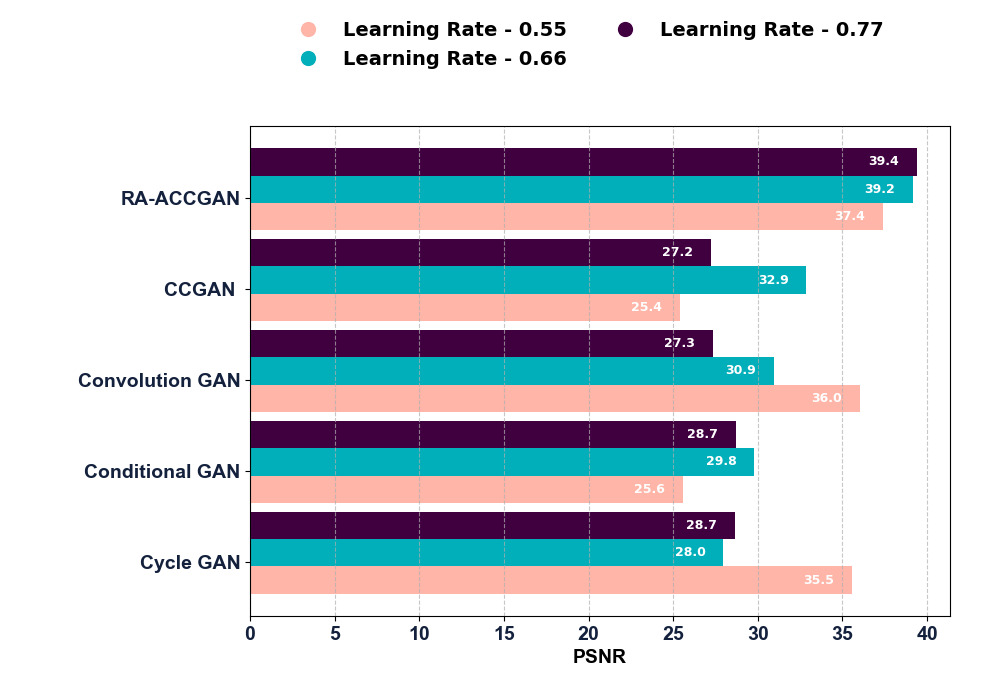 Learning Rate - 0.55
Learning Rate - 0.77
Learning Rate - 0.66
RA-ACCGAN
39.4
39.2
37.4
CCGAN
27.2
32.9
25.4
Convolution GAN
27.3
30.9
36.0
Conditional GAN
28.7
29.8
25.6
Cycle GAN
28.7
28.0
35.5
0 5 10 15 20 25 30 35 40
PSNR